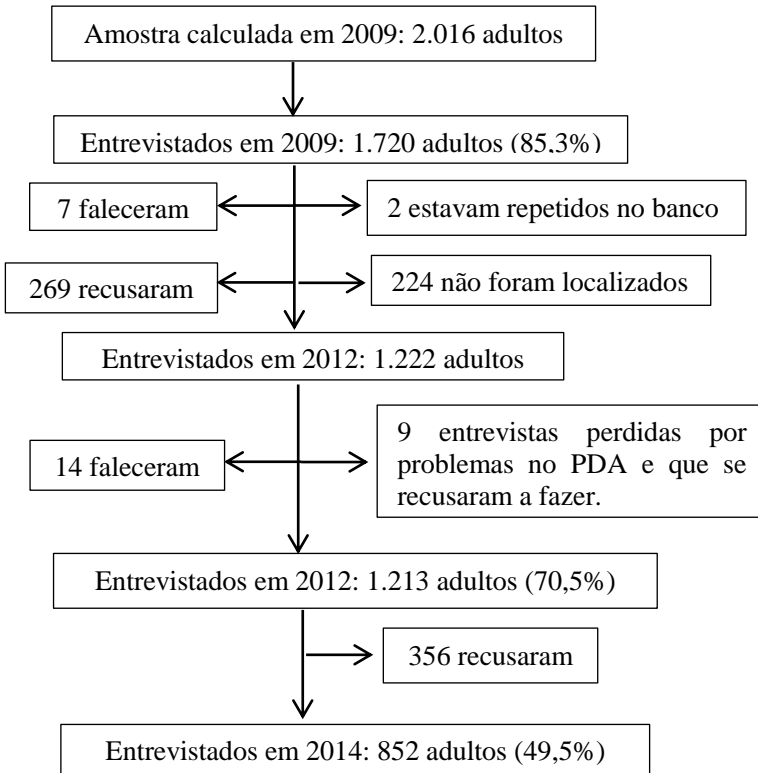 Amostra calculada em 2009: 2.016 adultos
Entrevistados em 2009: 1.720 adultos (85,3%)
7 faleceram
2 estavam repetidos no banco
269 recusaram
224 não foram localizados
Entrevistados em 2012: 1.222 adultos
14 faleceram
9 entrevistas perdidas por
problemas no PDA e que se
recusaram a fazer.
Entrevistados em 2012: 1.213 adultos (70,5%)
356 recusaram
Entrevistados em 2014: 852 adultos (49,5%)